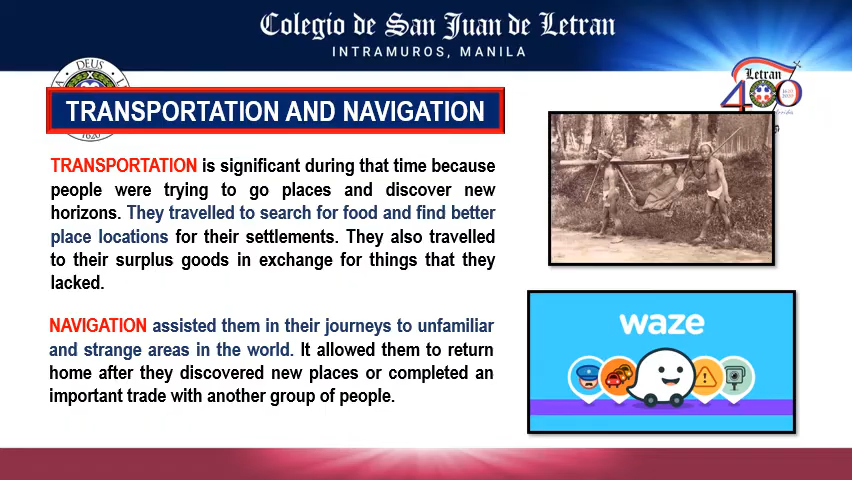 Colegio de San Juan de Letran
INTRAMUROS, MANILA
DEUS
Letran
400
TRANSPORTATION AND NAVIGATION
1620
TRANSPORTATION is significant during that time because
people were trying to go places and discover new
horizons. They travelled to search for food and find better
place locations for their settlements. They also travelled
to their surplus goods in exchange for things that they
lacked.
NAVIGATION assisted them in their journeys to unfamiliar
and strange areas in the world. It allowed them to return
home after they discovered new places or completed an
important trade with another group of people.
waze